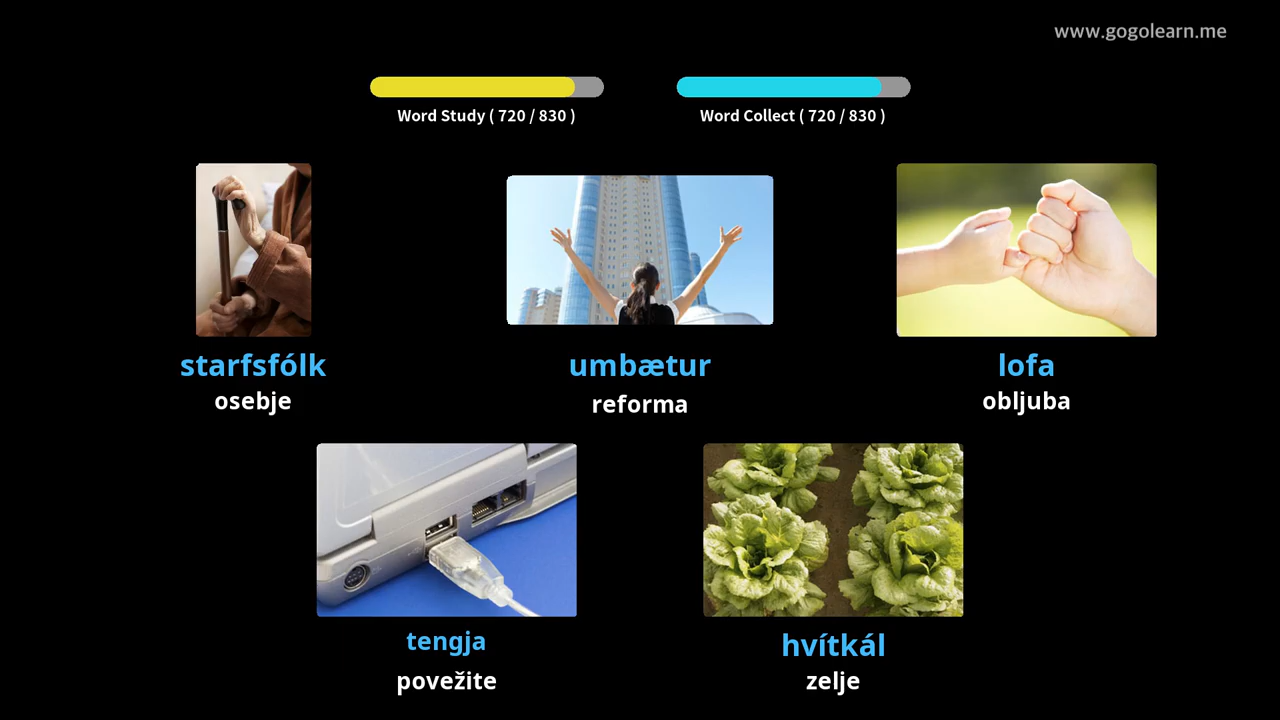 www.gogolearn.me
Word Study ( 720 / 830 )
Word Collect ( 720 / 830 )
starfsfólk
osebje
umbætur
reforma
lofa
obljuba
tengja
povežite
hvítkál
zelje